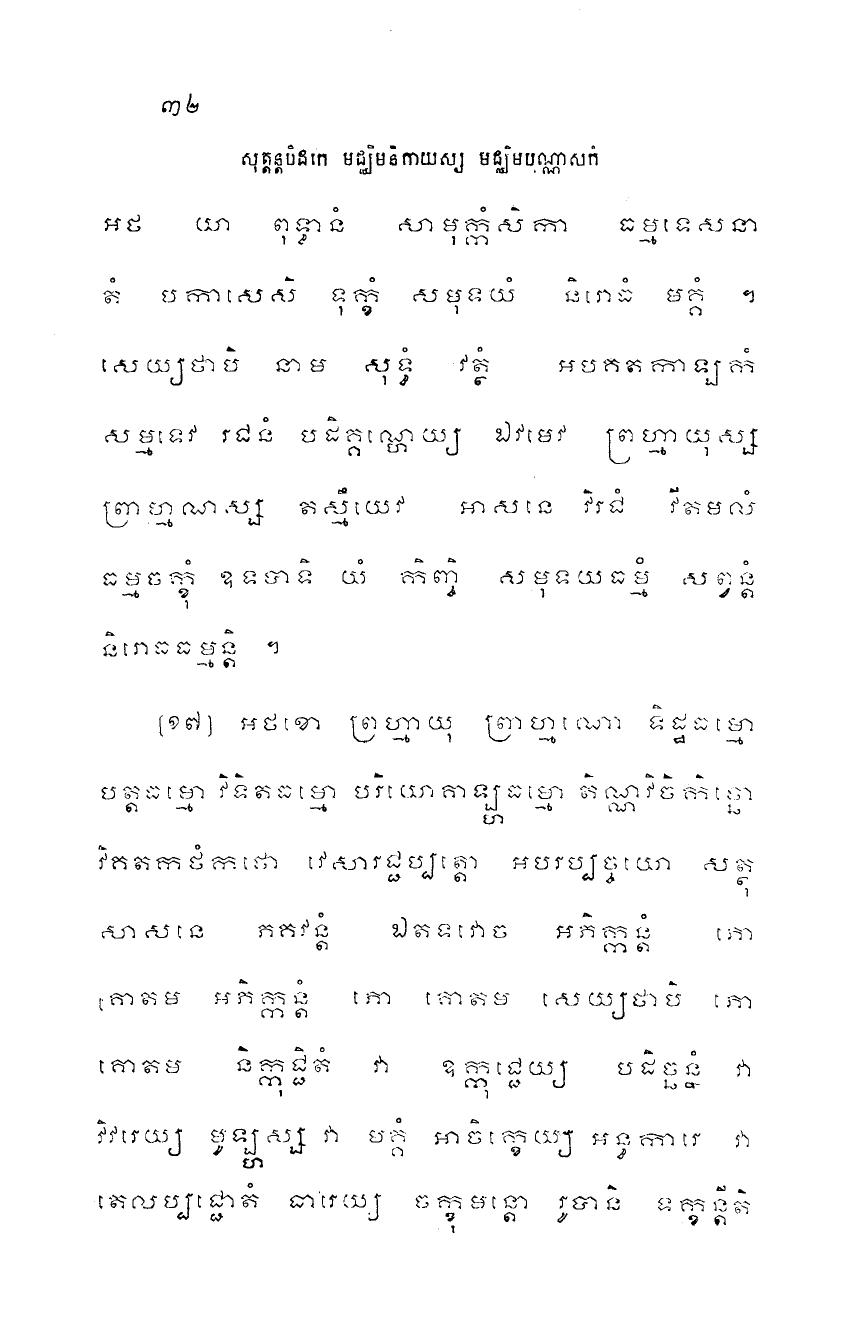 ៣២
សុត្តន្តបិដកេ មជ្ឈិមនិកាយស្ស មជ្ឈិមបណ្ណាសកំ
អថ យា ពុទ្ធានំ សាមុក្កំសិកា ធម្មទេសនា
តំ បកាសេសិ ទុក្ខំ សមុទយំ និរោធំ មគ្គំ ។
សេយ្យថាបិ នាម សុទ្ធំ វត្ថំ អបគតកាឡកំ
សម្មទេវ រជនំ បដិគ្គណ្ហេយ្យ ឯវមេវ ព្រហ្មាយុស្ស
ព្រាហ្មណស្ស តស្មឹយេវ អាសនេ វិរជំ វីតមលំ
ធម្មចក្ខុំ ឧទបាទិ យំ កិញ្ចិ សមុទយធម្មំ សព្វន្តំ
និរោធធម្មន្តិ ។
(១៧) អថខោ ព្រហ្មាយុ ព្រាហ្មណោ ទិដ្ឋធម្មោ
បត្តធម្មោ វិទិតធម្មោ បរិយោគាឡ្ហធម្មោ តិណ្ណវិចិកិច្ឆោ
វិគតកថំកថោ វេសារជ្ជប្បត្តោ អបរប្បច្ចយោ សត្ថុ
សាសនេ ភគវន្តំ ឯតទវោច អភិក្កន្តំ ភោ
គោតម អភិក្កន្តំ ភោ គោតម សេយ្យថាបិ ភោ
គោតម និក្កុជ្ជិតំ វា ឧក្កុជ្ជេយ្យ បដិច្ឆន្នំ វា
វិវរេយ្យ មូឡ្ហស្ស វា មគ្គំ អាចិក្ខេយ្យ អន្ធការេ វា
តេលប្បជ្ជោតំ ធារេយ្យ ចក្ខុមន្តោ រូបានិ ទក្ខន្តីតិ